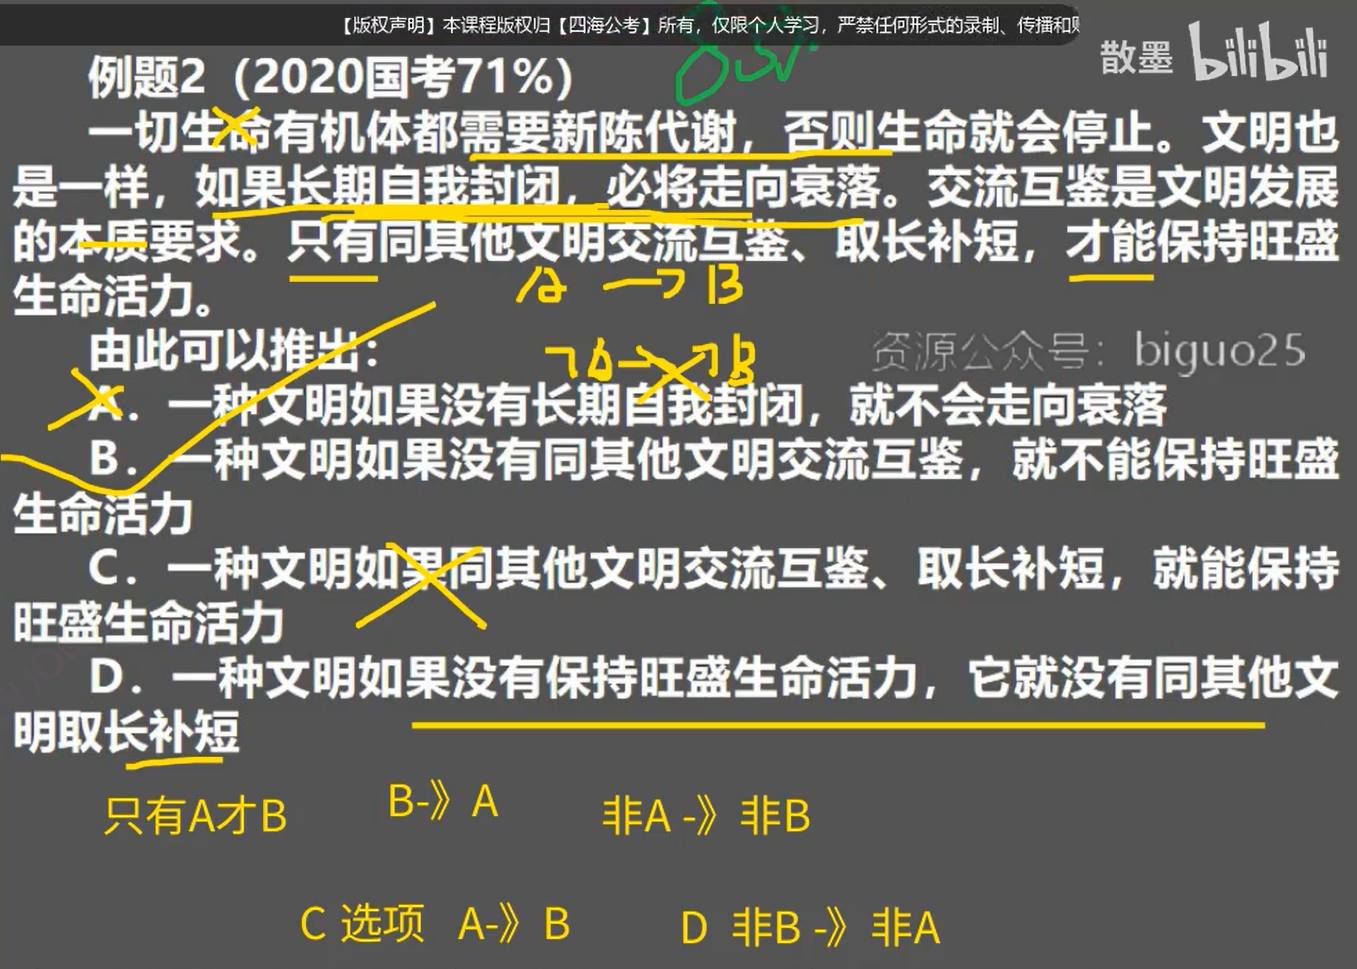 【版权声明】本课程版权归【四海公考】所有，仅限个人学习，严禁任何形式的录制、传播和
散墨 bilibili
例题2（2020国考71%）
一切生命有机体都需要新陈代谢，否则生命就会停止。文明也
是一样，如果长期自我封闭，必将走向衰落。交流互鉴是文明发展
的本质要求。只有同其他文明交流互鉴、取长补短，才能保持旺盛
生命活力。
A → B
由此可以推出：
资源公众号：biguo25
A．一种文明如果没有长期自我封闭，就不会走向衰落
B．一种文明如果没有同其他文明交流互鉴，就不能保持旺盛
生命活力
C．一种文明如果同其他文明交流互鉴、取长补短，就能保持
旺盛生命活力
D．一种文明如果没有保持旺盛生命活力，它就没有同其他文
明取长补短
只有A才B B-》A 非A -》非B
C 选项 A-》B D 非B -》非A